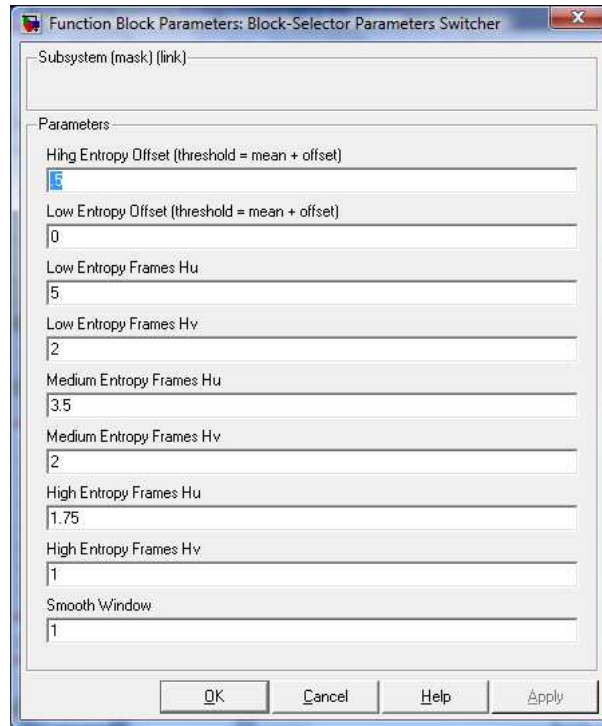 Function Block Parameters: Block-Selector Parameters Switcher
Subsystem (mask) (link)
Parameters
Hihg Entropy Offset (threshold = mean + offset)
.5
Low Entropy Offset (threshold = mean + offset)
0
Low Entropy Frames Hu
5
Low Entropy Frames Hv
2
Medium Entropy Frames Hu
3.5
Medium Entropy Frames Hv
2
High Entropy Frames Hu
1.75
High Entropy Frames Hv
1
Smooth Window
1
OK Cancel Help Apply